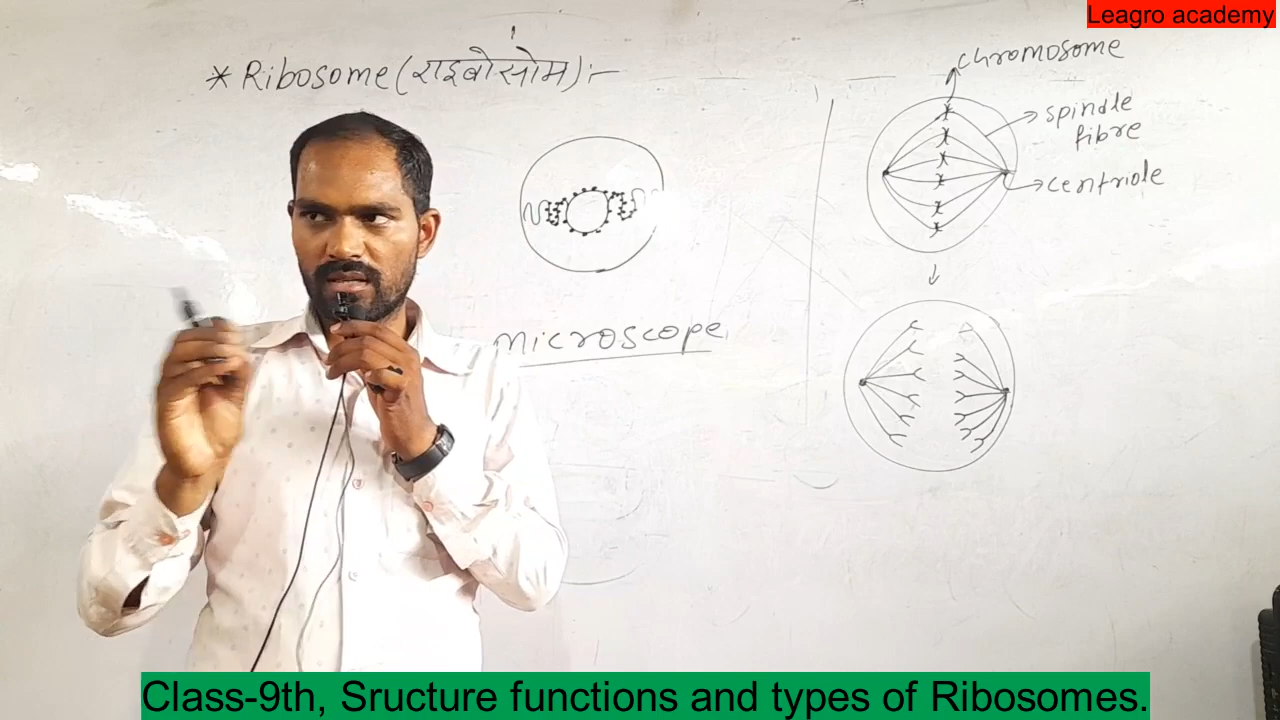 Leagro academy
* Ribosome (राइबोसोम) :-
chromosome
spindle
fibre
centriole
microscope
Class-9th, Sructure functions and types of Ribosomes.